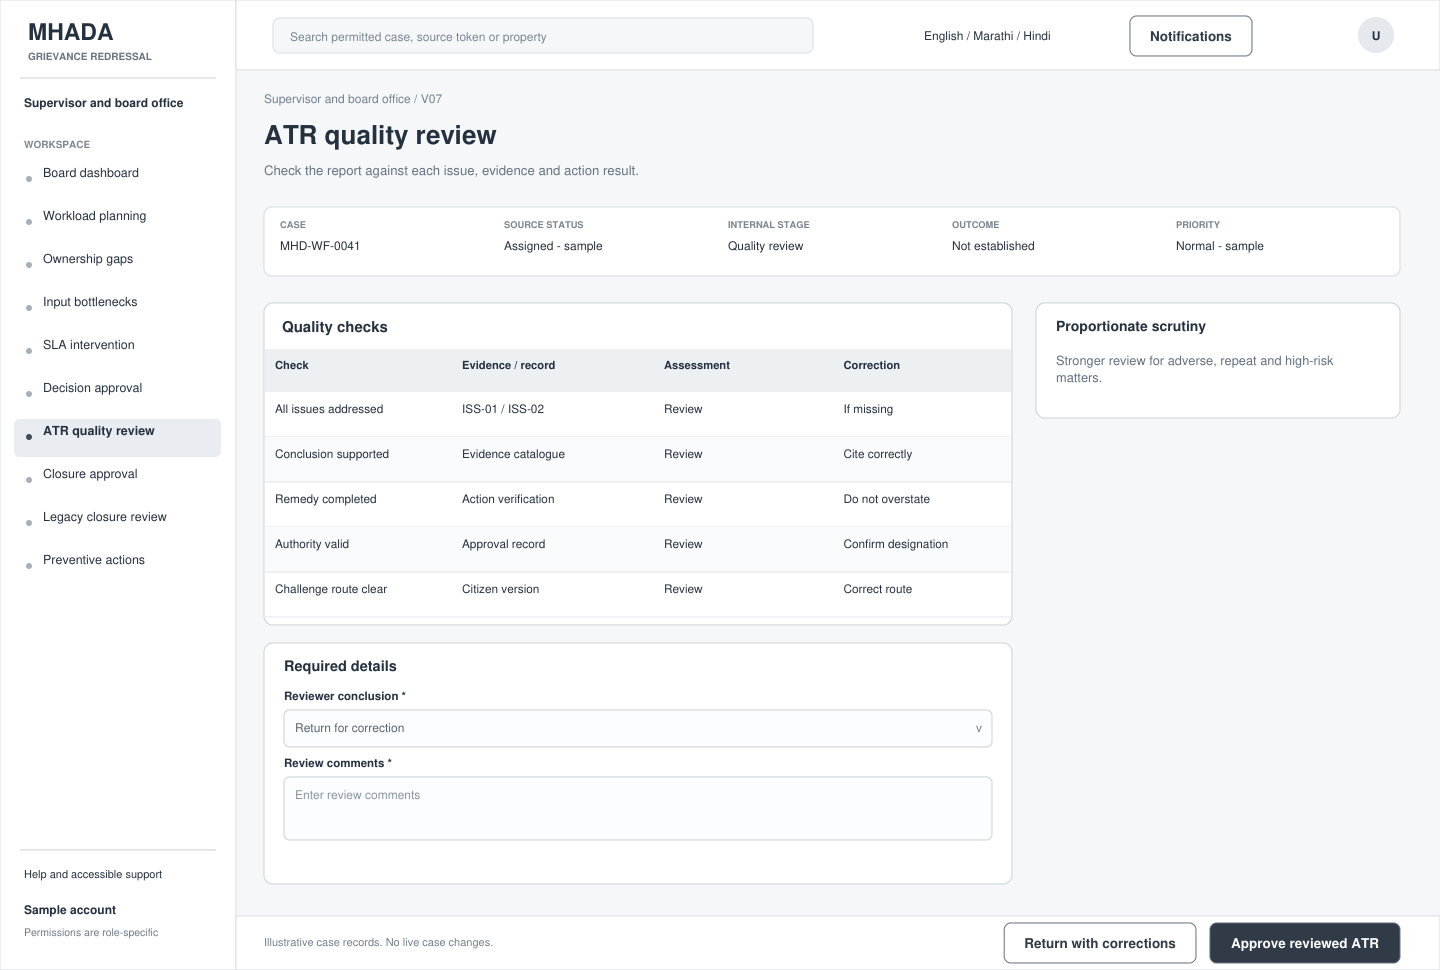 MHADA
GRIEVANCE REDRESSAL
Supervisor and board office
WORKSPACE
Board dashboard
Workload planning
Ownership gaps
Input bottlenecks
SLA intervention
Decision approval
ATR quality review
Closure approval
Legacy closure review
Preventive actions
Help and accessible support
Sample account
Permissions are role-specific
Search permitted case, source token or property
English / Marathi / Hindi
Notifications
U
Supervisor and board office / V07
ATR quality review
Check the report against each issue, evidence and action result.
CASE SOURCE STATUS INTERNAL STAGE OUTCOME PRIORITY
MHD-WF-0041 Assigned - sample Quality review Not established Normal - sample
Quality checks
Check Evidence / record Assessment Correction
All issues addressed ISS-01 / ISS-02 Review If missing
Conclusion supported Evidence catalogue Review Cite correctly
Remedy completed Action verification Review Do not overstate
Authority valid Approval record Review Confirm designation
Challenge route clear Citizen version Review Correct route
Proportionate scrutiny
Stronger review for adverse, repeat and high-risk
matters.
Required details
Reviewer conclusion *
Return for correction v
Review comments *
Enter review comments
Illustrative case records. No live case changes.
Return with corrections
Approve reviewed ATR